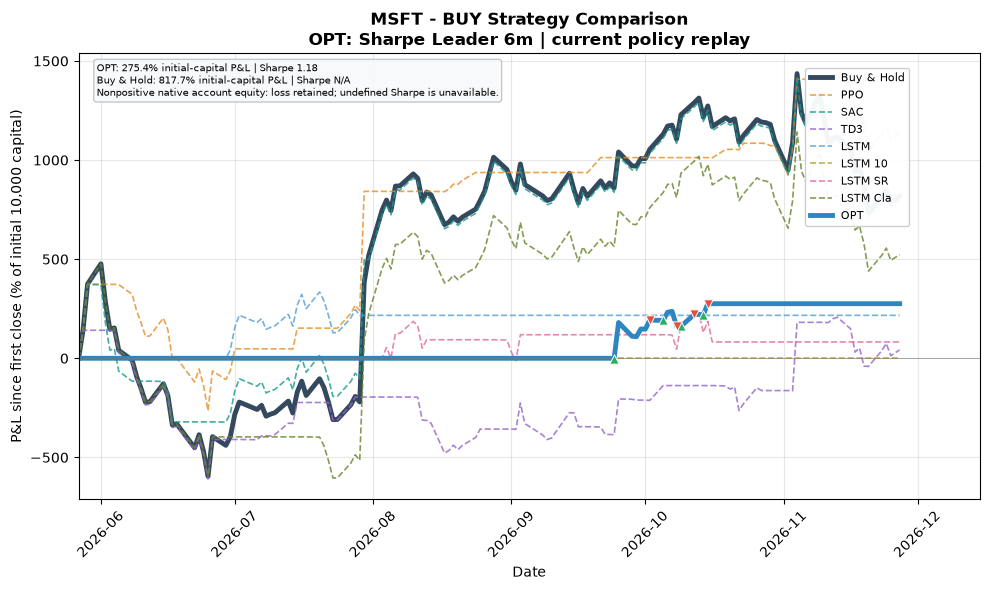 MSFT - BUY Strategy Comparison
OPT: Sharpe Leader 6m | current policy replay
OPT: 275.4% initial-capital P&L | Sharpe 1.18
Buy & Hold: 817.7% initial-capital P&L | Sharpe N/A
Nonpositive native account equity: loss retained; undefined Sharpe is unavailable.
Buy & Hold
PPO
SAC
TD3
LSTM
LSTM 10
LSTM SR
LSTM Cla
OPT
P&L since first close (% of initial 10,000 capital)
1500
1000
500
0
−500
2026-06
2026-07
2026-08
2026-09
2026-10
2026-11
2026-12
Date